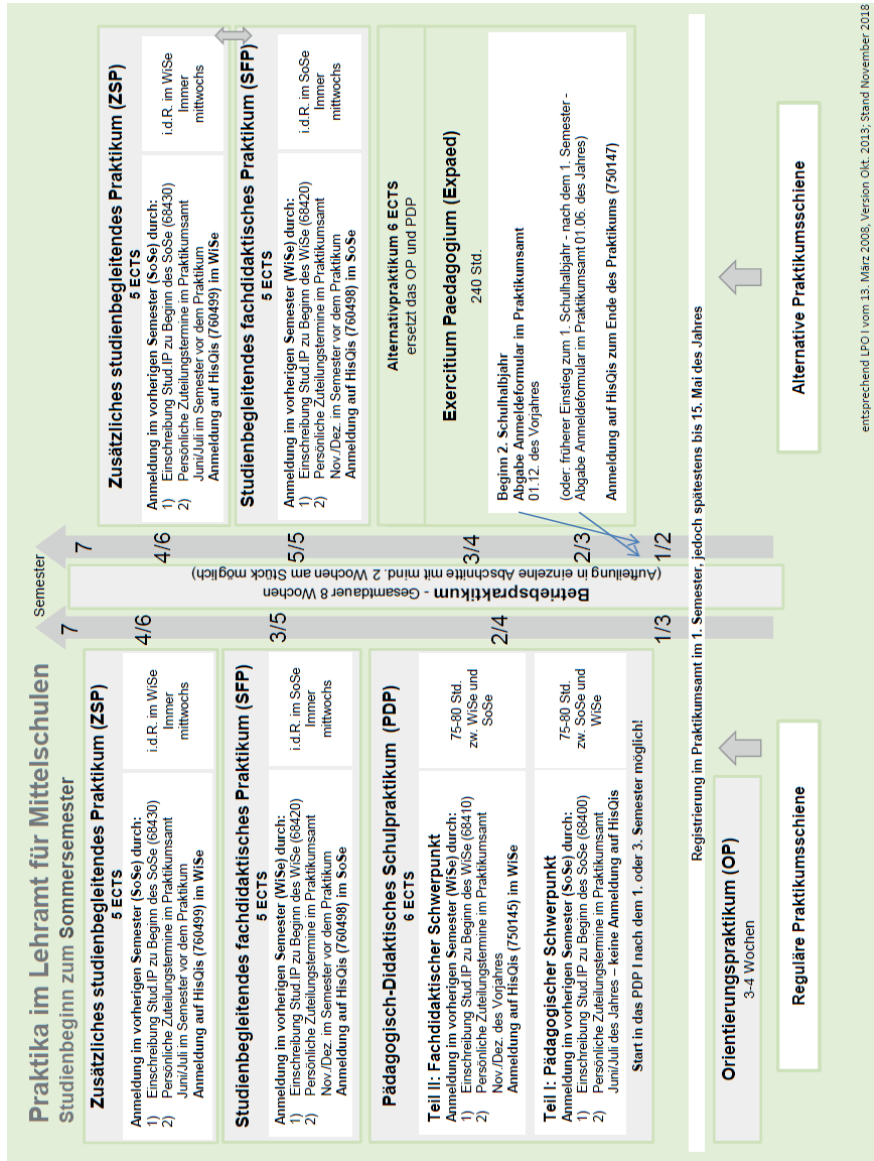 Praktika im Lehramt für Mittelschulen
Studienbeginn zum Sommersemester
Zusätzliches studienbegleitendes Praktikum (ZSP)
5 ECTS
Anmeldung im vorherigen Semester (SoSe) durch:
1) Einschreibung Stud.IP zu Beginn des SoSe (68430)
2) Persönliche Zuteilungstermine im Praktikumsamt
Juni/Juli im Semester vor dem Praktikum
Anmeldung auf HisQis (760499) im WiSe
i.d.R. im WiSe
Immer
mittwochs
Studienbegleitendes fachdidaktisches Praktikum (SFP)
5 ECTS
Anmeldung im vorherigen Semester (WiSe) durch:
1) Einschreibung Stud.IP zu Beginn des WiSe (68420)
2) Persönliche Zuteilungstermine im Praktikumsamt
Nov./Dez. im Semester vor dem Praktikum
Anmeldung auf HisQis (760498) im SoSe
i.d.R. im SoSe
Immer
mittwochs
Pädagogisch-Didaktisches Schulpraktikum (PDP)
6 ECTS
Teil II: Fachdidaktischer Schwerpunkt
Anmeldung im vorherigen Semester (WiSe) durch:
1) Einschreibung Stud.IP zu Beginn des WiSe (68410)
2) Persönliche Zuteilungstermine im Praktikumsamt
Nov./Dez. des Vorjahres
Anmeldung auf HisQis (750145) im WiSe
75-80 Std.
zw. WiSe und
SoSe
Teil I: Pädagogischer Schwerpunkt
Anmeldung im vorherigen Semester (SoSe) durch:
1) Einschreibung Stud.IP zu Beginn des SoSe (68400)
2) Persönliche Zuteilungstermine im Praktikumsamt
Juni/Juli des Jahres – keine Anmeldung auf HisQis
75-80 Std.
zw. SoSe und
WiSe
Start in das PDP I nach dem 1. oder 3. Semester möglich!
Semester
7
4/6
3/5
2/4
1/3
Betriebspraktikum - Gesamtdauer 8 Wochen
(Aufteilung in einzelne Abschnitte mit mind. 2 Wochen am Stück möglich)
7
4/6
5/5
3/4
2/3
1/2
Zusätzliches studienbegleitendes Praktikum (ZSP)
5 ECTS
Anmeldung im vorherigen Semester (SoSe) durch:
1) Einschreibung Stud.IP zu Beginn des SoSe (68430)
2) Persönliche Zuteilungstermine im Praktikumsamt
Juni/Juli im Semester vor dem Praktikum
Anmeldung auf HisQis (760499) im WiSe
i.d.R. im WiSe
Immer
mittwochs
Studienbegleitendes fachdidaktisches Praktikum (SFP)
5 ECTS
Anmeldung im vorherigen Semester (WiSe) durch:
1) Einschreibung Stud.IP zu Beginn des WiSe (68420)
2) Persönliche Zuteilungstermine im Praktikumsamt
Nov./Dez. im Semester vor dem Praktikum
Anmeldung auf HisQis (760498) im SoSe
i.d.R. im SoSe
Immer
mittwochs
Alternativpraktikum 6 ECTS
ersetzt das OP und PDP
Exercitium Paedagogium (Expaed)
240 Std.
Beginn 2. Schulhalbjahr
Abgabe Anmeldeformular im Praktikumsamt
01.12. des Vorjahres
(oder: früherer Einstieg zum 1. Schulhalbjahr - nach dem 1. Semester -
Abgabe Anmeldeformular im Praktikumsamt 01.06. des Jahres)
Anmeldung auf HisQis zum Ende des Praktikums (750147)
Registrierung im Praktikumsamt im 1. Semester, jedoch spätestens bis 15. Mai des Jahres
Orientierungspraktikum (OP)
3-4 Wochen
Reguläre Praktikumsschiene
Alternative Praktikumsschiene
entsprechend LPO I vom 13. März 2008, Version Okt. 2013; Stand November 2018